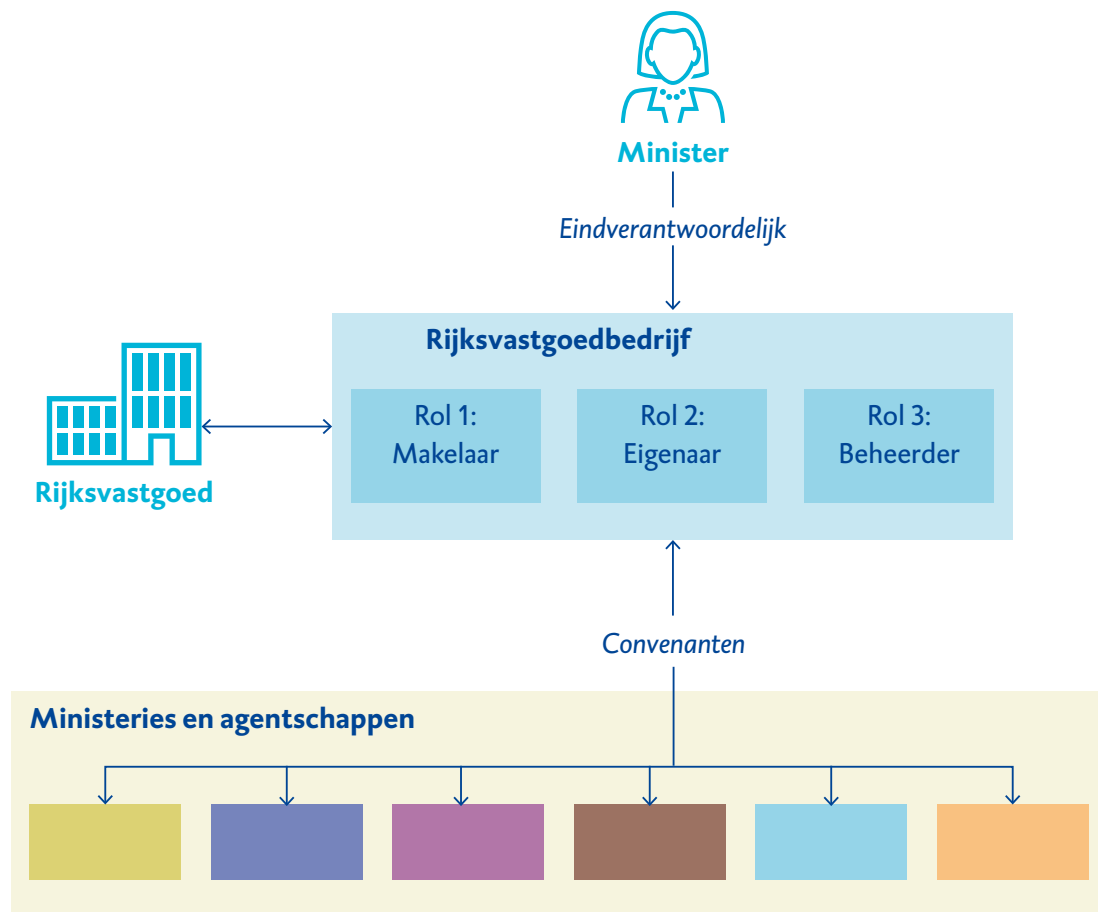 Minister
Eindverantwoordelijk
Rijksvastgoedbedrijf
Rol 1:
Makelaar
Rol 2:
Eigenaar
Rol 3:
Beheerder
Rijksvastgoed
Convenanten
Ministeries en agentschappen